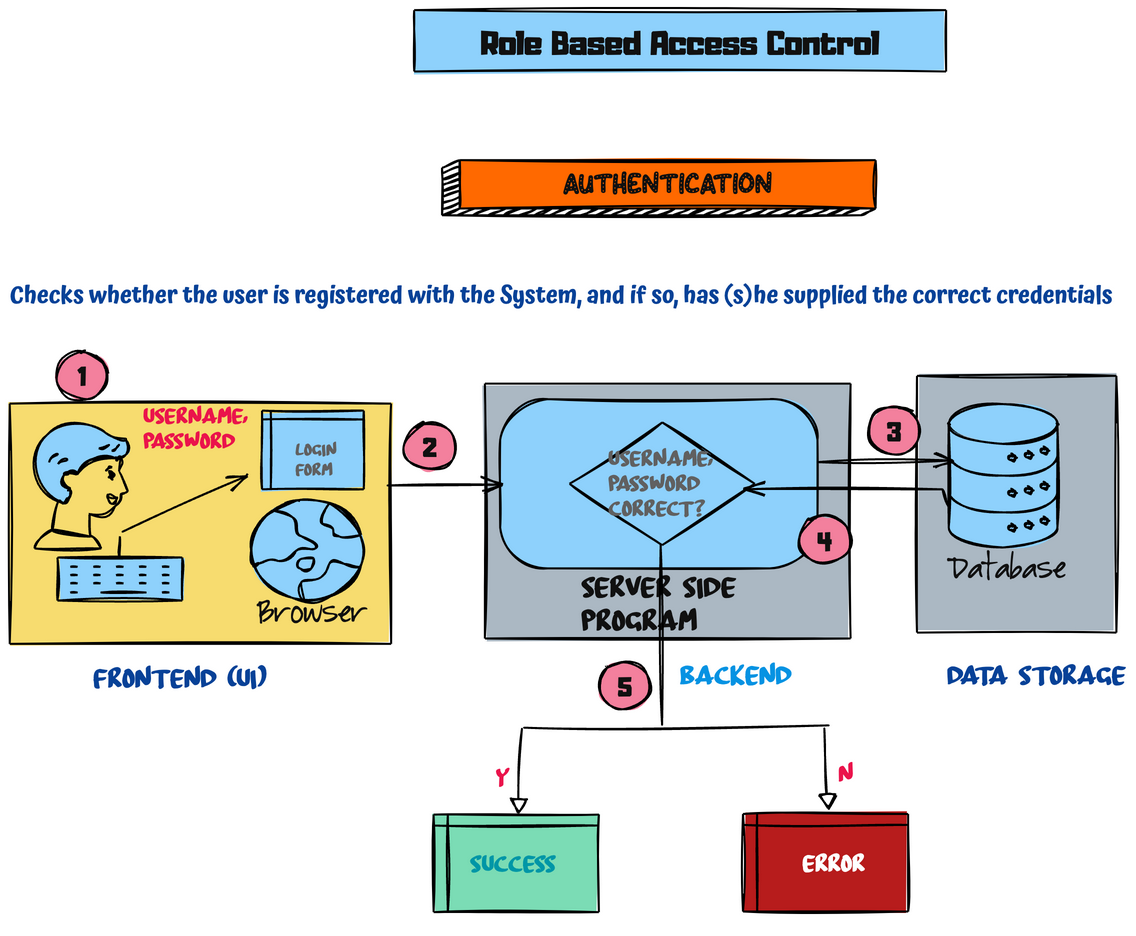 Role Based Access Control
AUTHENTICATION
Checks whether the user is registered with the System, and if so, has (s)he supplied the correct credentials
1
USERNAME,
PASSWORD
LOGIN
FORM
Browser
FRONTEND (UI)
2
USERNAME,
PASSWORD
CORRECT?
SERVER SIDE
PROGRAM
BACKEND
3
4
Database
DATA STORAGE
5
Y
N
SUCCESS
ERROR